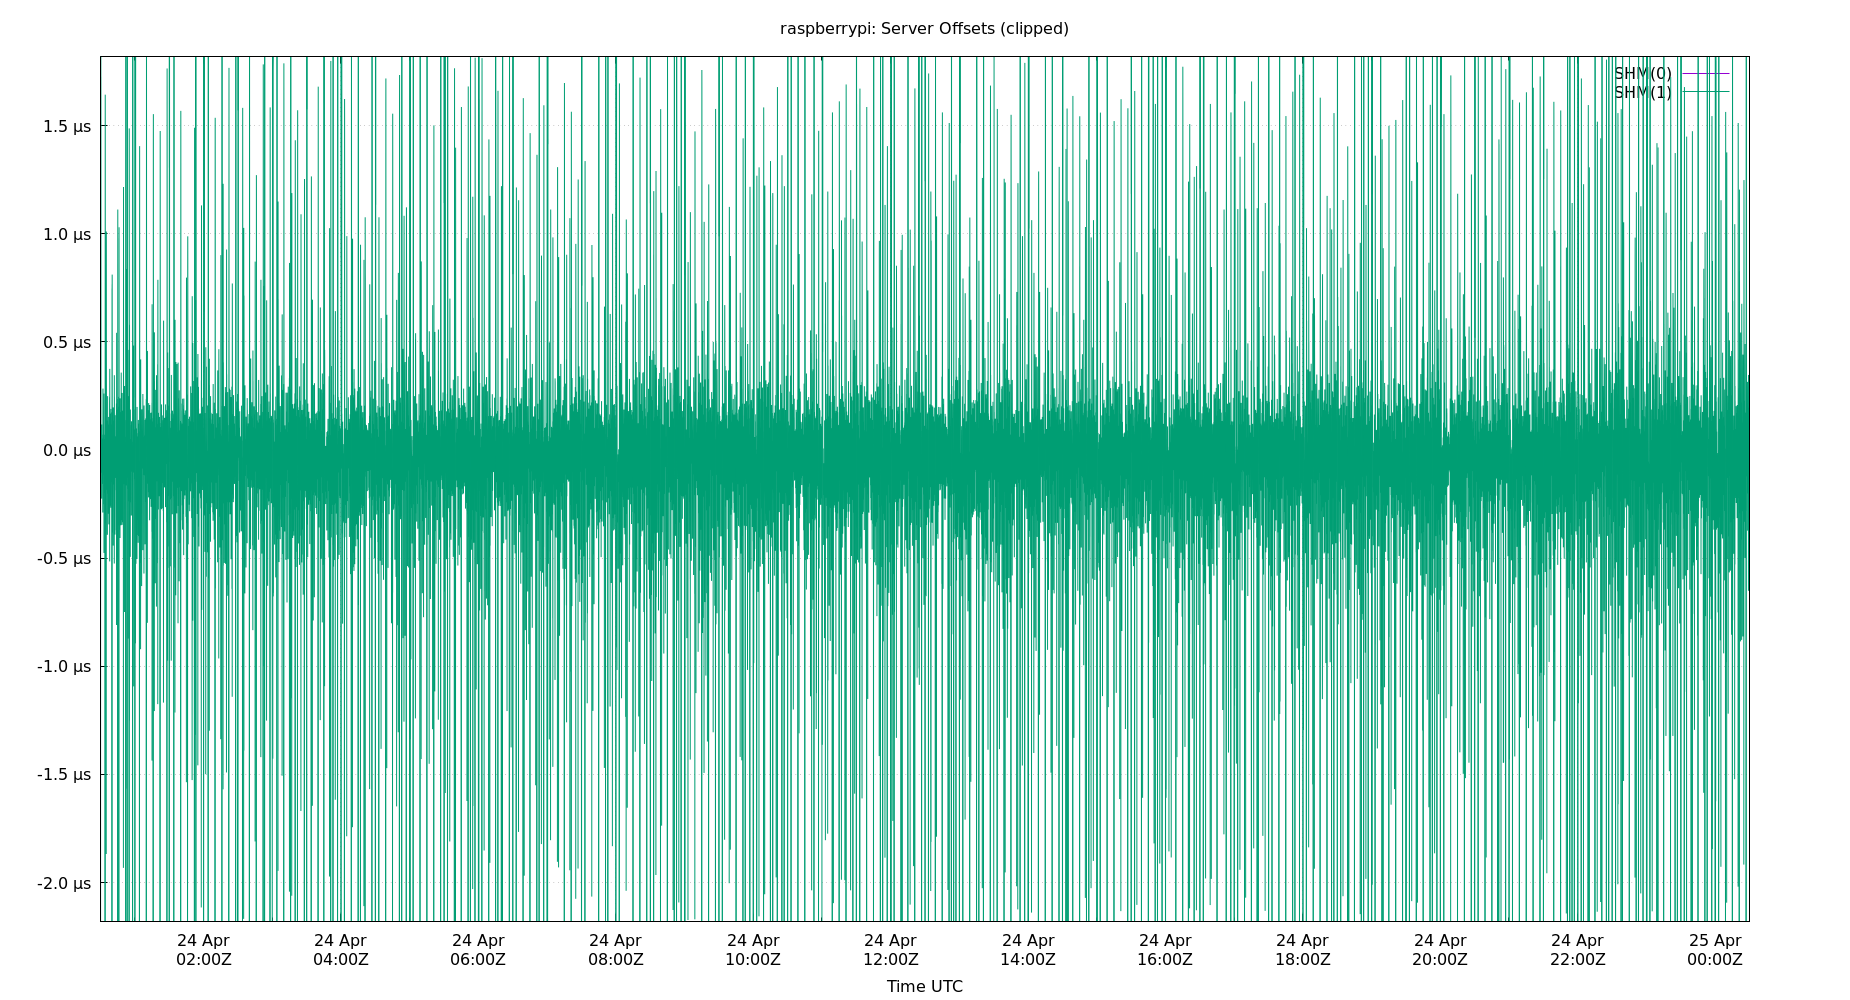 raspberrypi: Server Offsets (clipped)
SHM(0)
SHM(1)
1.5 µs
1.0 µs
0.5 µs
0.0 µs
-0.5 µs
-1.0 µs
-1.5 µs
-2.0 µs
24 Apr 24 Apr 24 Apr 24 Apr 24 Apr 24 Apr 24 Apr 24 Apr 24 Apr 24 Apr 24 Apr 25 Apr
02:00Z 04:00Z 06:00Z 08:00Z 10:00Z 12:00Z 14:00Z 16:00Z 18:00Z 20:00Z 22:00Z 00:00Z
Time UTC